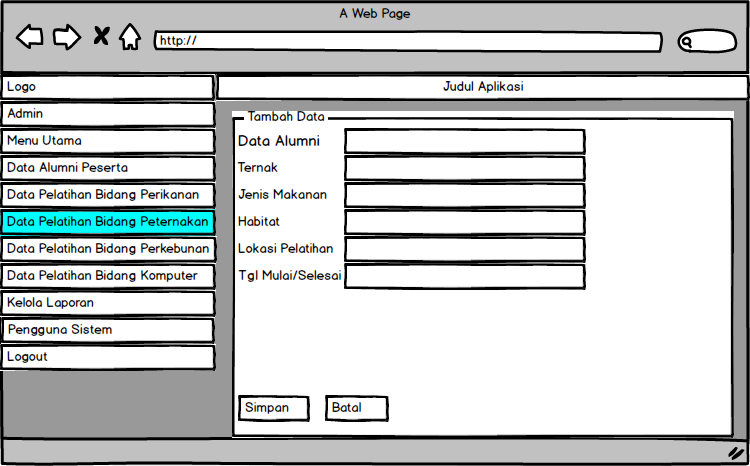 A Web Page
http://
Logo
Judul Aplikasi
Admin
Menu Utama
Data Alumni Peserta
Data Pelatihan Bidang Perikanan
Data Pelatihan Bidang Peternakan
Data Pelatihan Bidang Perkebunan
Data Pelatihan Bidang Komputer
Kelola Laporan
Pengguna Sistem
Logout
Tambah Data
Data Alumni
Ternak
Jenis Makanan
Habitat
Lokasi Pelatihan
Tgl Mulai/Selesai
Simpan
Batal